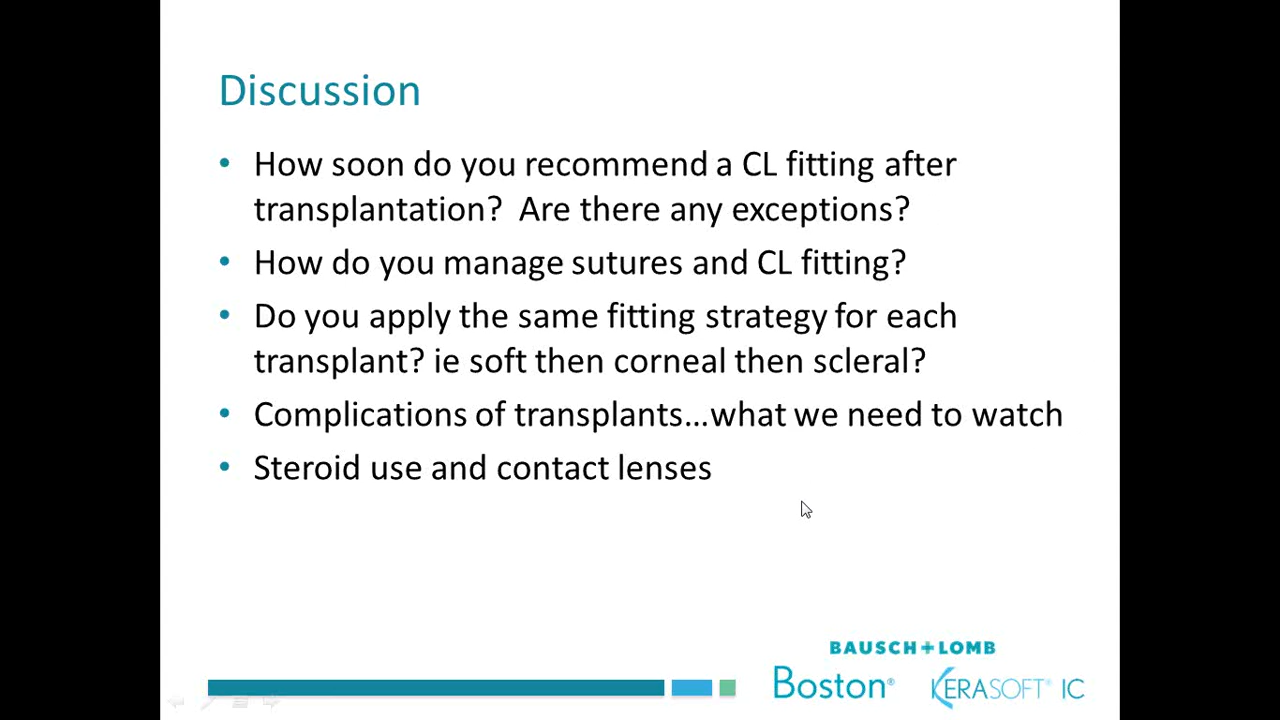 Discussion
• How soon do you recommend a CL fitting after
transplantation?  Are there any exceptions?
• How do you manage sutures and CL fitting?
• Do you apply the same fitting strategy for each
transplant? ie soft then corneal then scleral?
• Complications of transplants...what we need to watch
• Steroid use and contact lenses
BAUSCH+LOMB
Boston® KERASOFT® IC